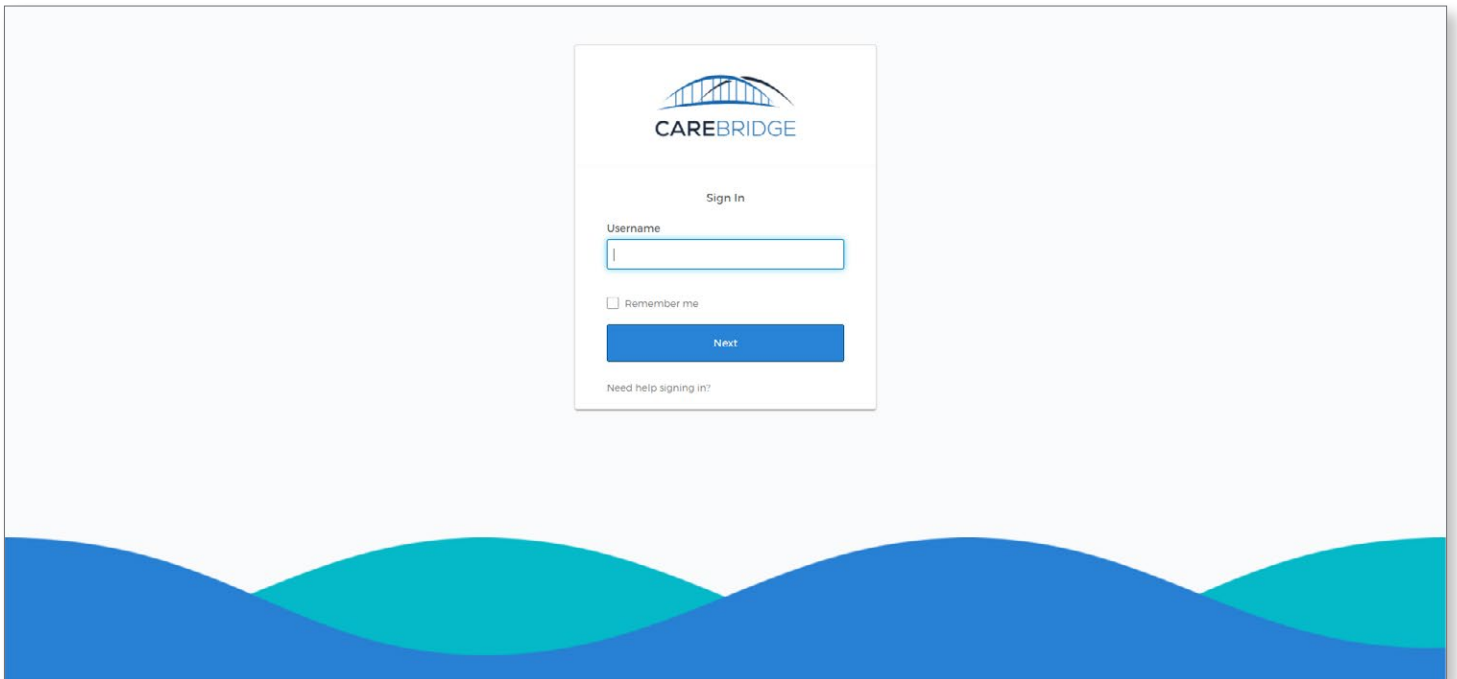 CAREBRIDGE
Sign In
Username
Remember me
Next
Need help signing in?